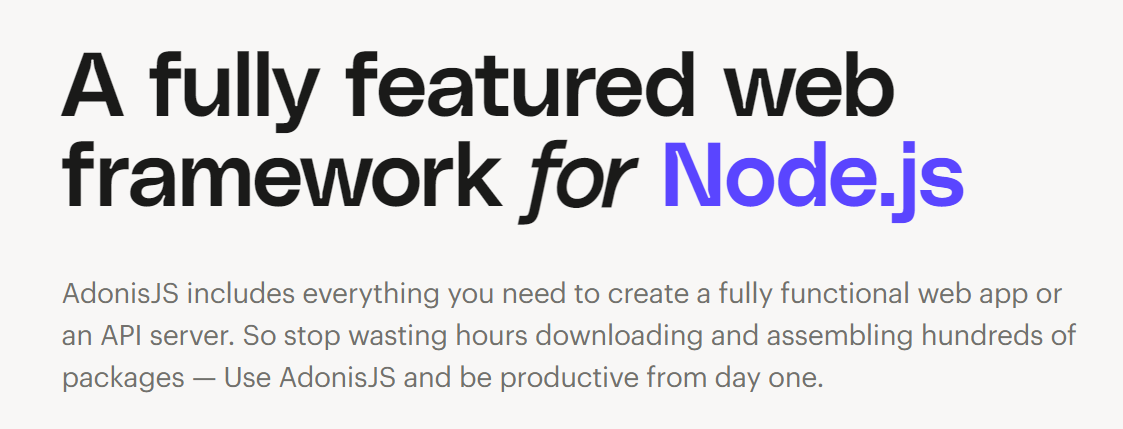 A fully featured web
framework for Node.js
AdonisJS includes everything you need to create a fully functional web app or
an API server. So stop wasting hours downloading and assembling hundreds of
packages — Use AdonisJS and be productive from day one.